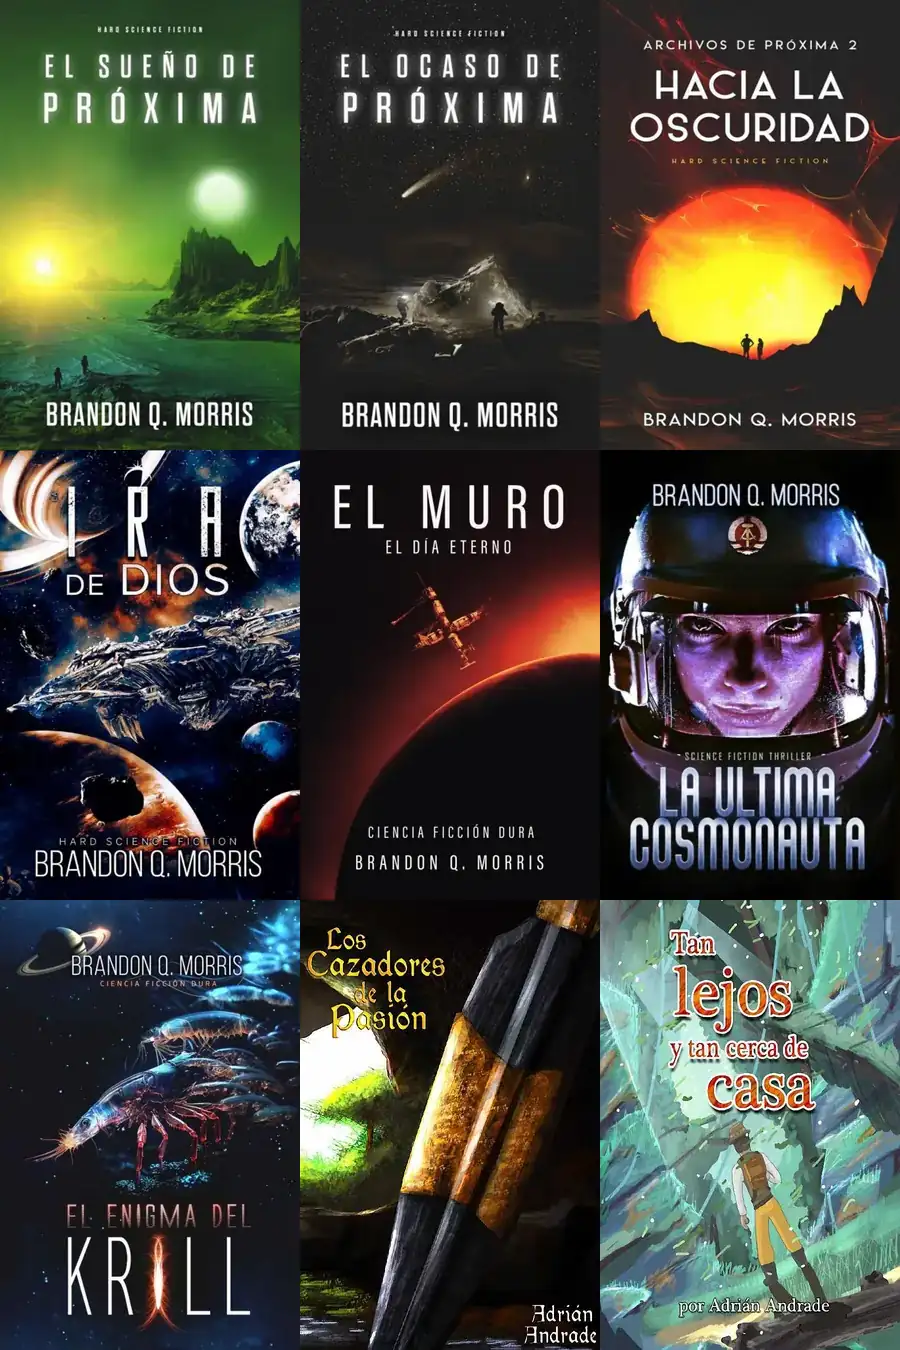 HARD SCIENCE FICTION
EL SUEÑO DE
PRÓXIMA
BRANDON Q. MORRIS
HARD SCIENCE FICTION
EL OCASO DE
PRÓXIMA
BRANDON Q. MORRIS
ARCHIVOS DE PRÓXIMA 2
HACIA LA
OSCURIDAD
HARD SCIENCE FICTION
BRANDON Q. MORRIS
IRA
DE DIOS
HARD SCIENCE FICTION
BRANDON Q. MORRIS
EL MURO
EL DÍA ETERNO
CIENCIA FICCIÓN DURA
BRANDON Q. MORRIS
BRANDON Q. MORRIS
SCIENCE FICTION THRILLER
LA ULTIMA
COSMONAUTA
BRANDON Q. MORRIS
CIENCIA FICCIÓN DURA
EL ENIGMA DEL
KRILL
Los
Cazadores
de la
Pasión
Adrián
Andrade
Tan
lejos
y tan cerca de
casa
por Adrián Andrade